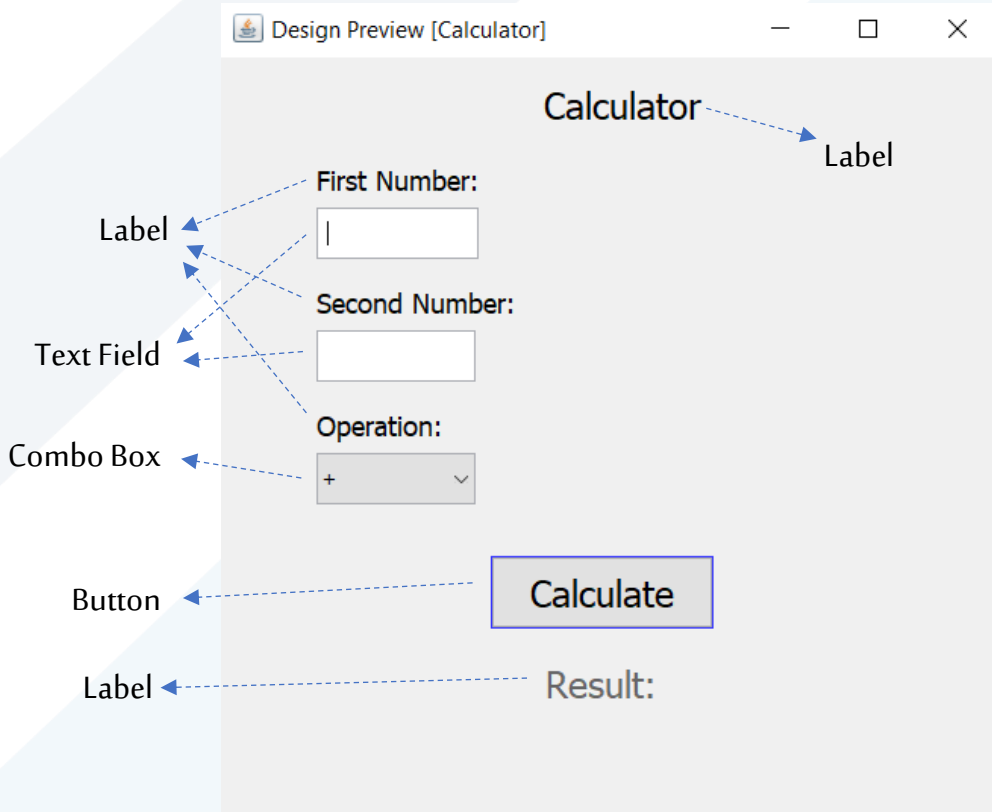 Design Preview [Calculator]
Calculator
Label
First Number:
Label
Second Number:
Text Field
Operation:
Combo Box
+
Calculate
Button
Result:
Label